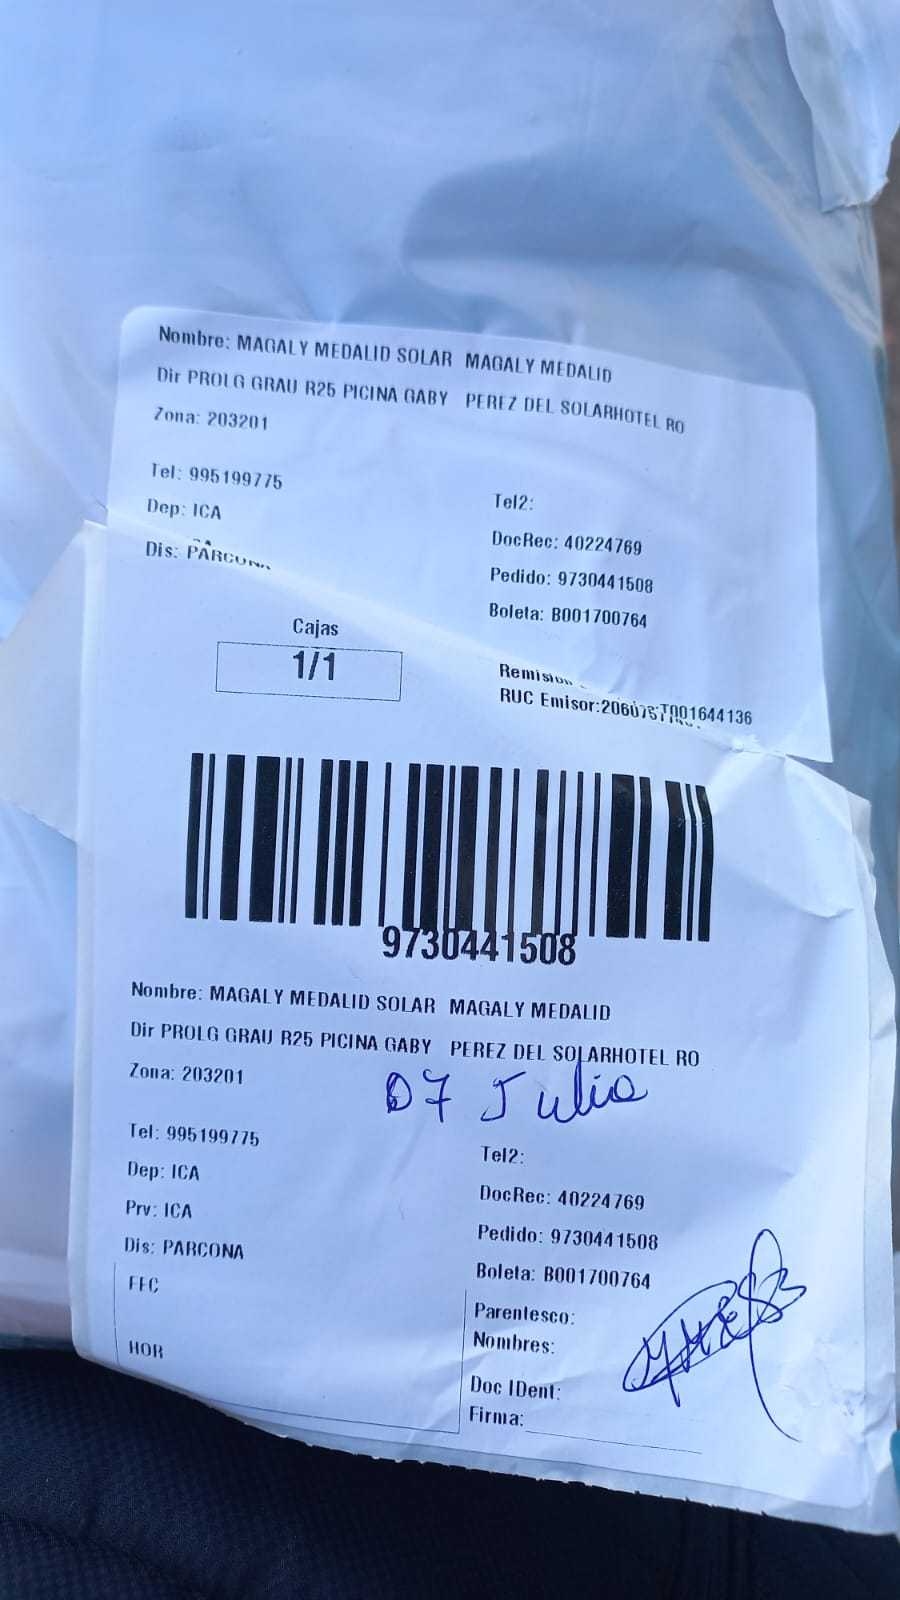 Nombre: MAGALY MEDALID SOLAR MAGALY MEDALID
Dir PROLG GRAU R25 PICINA GABY PEREZ DEL SOLARHOTEL RO
Zona: 203201
Tel: 995199775 Tel2:
Dep: ICA DocRec: 40224769
Dis: PARCONA Pedido: 9730441508
Boleta: B001700764
Cajas
1/1
Remision
RUC Emisor:
T001644136
9730441508
Nombre: MAGALY MEDALID SOLAR MAGALY MEDALID
Dir PROLG GRAU R25 PICINA GABY PEREZ DEL SOLARHOTEL RO
Zona: 203201
07 Julio
Tel: 995199775 Tel2:
Dep: ICA DocRec: 40224769
Prv: ICA Pedido: 9730441508
Dis: PARCONA Boleta: B001700764
FEC Parentesco:
Nombres:
HOR Doc IDent:
Firma: